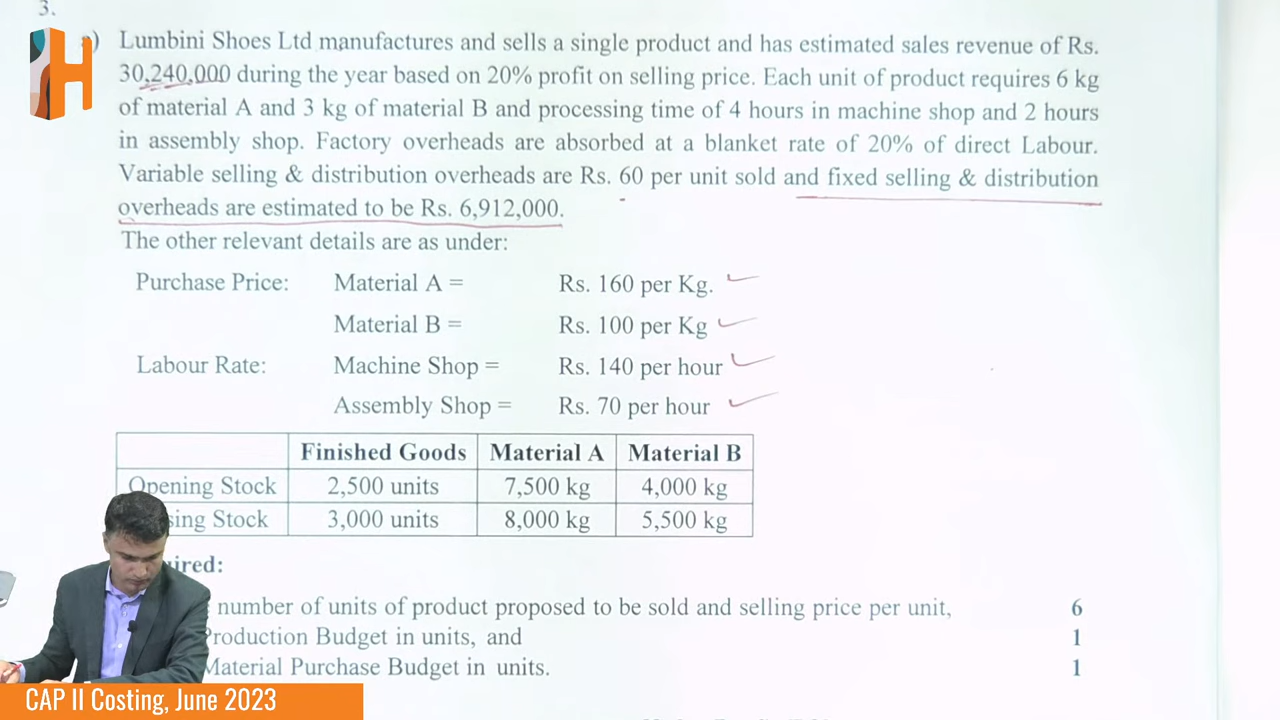 3.
H
) Lumbini Shoes Ltd manufactures and sells a single product and has estimated sales revenue of Rs.
30,240,000 during the year based on 20% profit on selling price. Each unit of product requires 6 kg
of material A and 3 kg of material B and processing time of 4 hours in machine shop and 2 hours
in assembly shop. Factory overheads are absorbed at a blanket rate of 20% of direct Labour.
Variable selling & distribution overheads are Rs. 60 per unit sold and fixed selling & distribution
overheads are estimated to be Rs. 6,912,000.
The other relevant details are as under:
Purchase Price: Material A = Rs. 160 per Kg.
Material B = Rs. 100 per Kg
Labour Rate: Machine Shop = Rs. 140 per hour
Assembly Shop = Rs. 70 per hour
Finished Goods Material A Material B
Opening Stock 2,500 units 7,500 kg 4,000 kg
sing Stock 3,000 units 8,000 kg 5,500 kg
ired:
number of units of product proposed to be sold and selling price per unit, 6
Production Budget in units, and 1
Material Purchase Budget in units. 1
CAP II Costing, June 2023